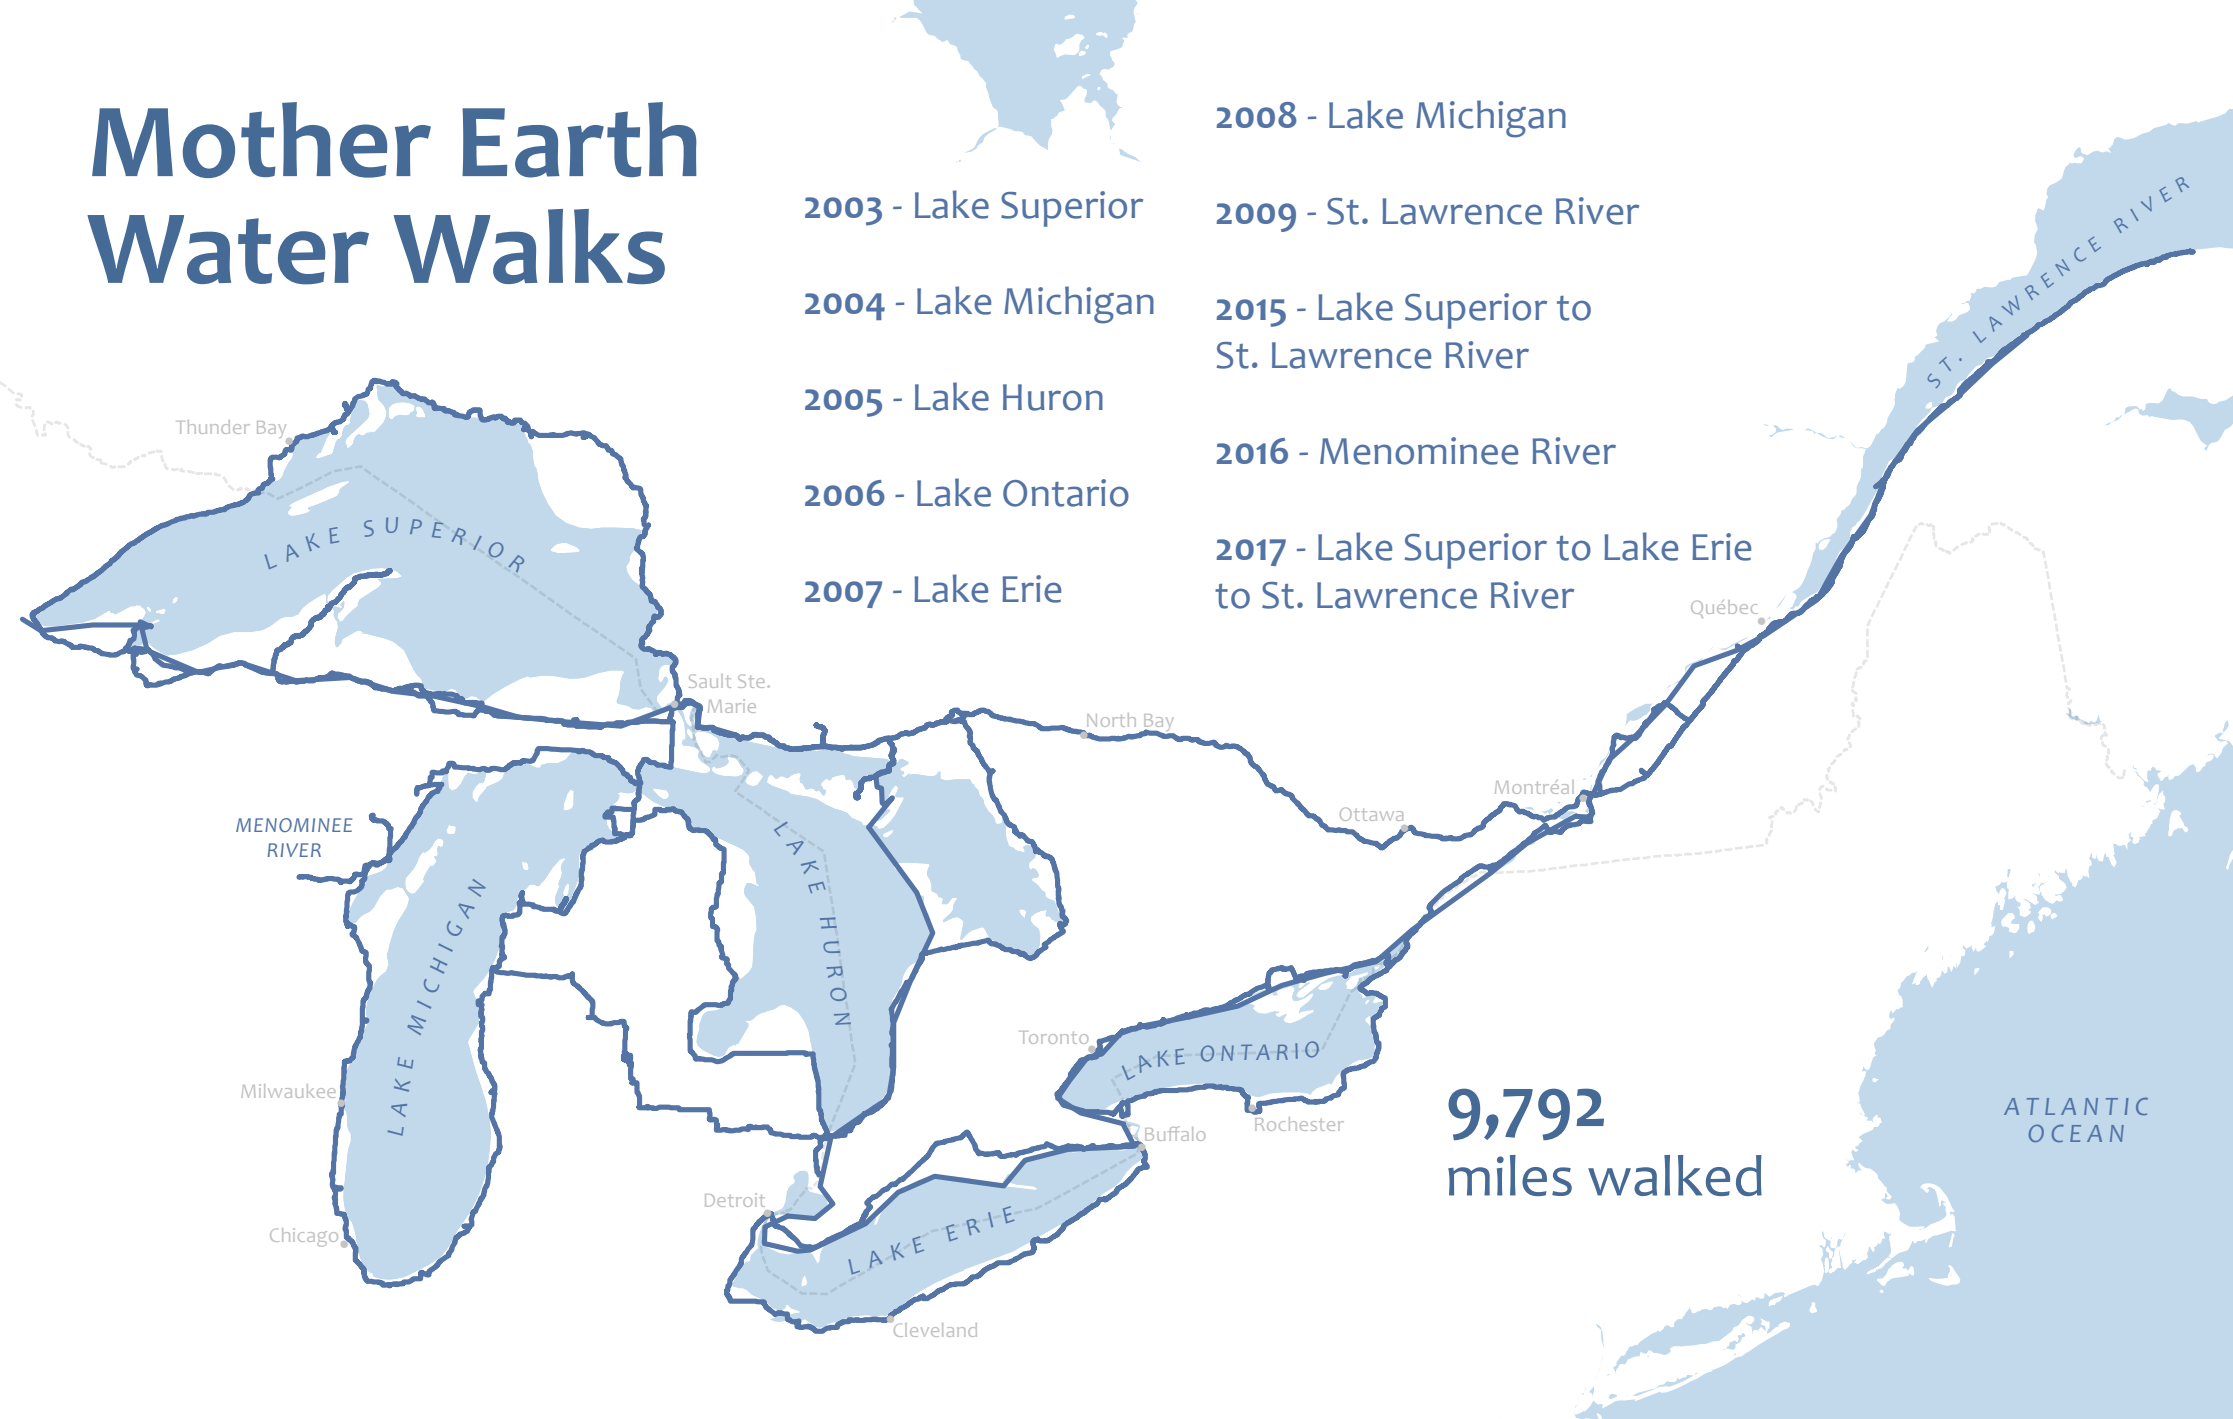 Mother Earth
Water Walks
2003 - Lake Superior
2004 - Lake Michigan
2005 - Lake Huron
2006 - Lake Ontario
2007 - Lake Erie
2008 - Lake Michigan
2009 - St. Lawrence River
2015 - Lake Superior to
St. Lawrence River
2016 - Menominee River
2017 - Lake Superior to Lake Erie
to St. Lawrence River
ST. LAWRENCE RIVER
Thunder Bay
LAKE SUPERIOR
Québec
Sault Ste.
Marie
North Bay
Montréal
Ottawa
MENOMINEE
RIVER
LAKE HURON
LAKE MICHIGAN
Toronto
LAKE ONTARIO
Milwaukee
Rochester
Buffalo
9,792
miles walked
ATLANTIC
OCEAN
Detroit
Chicago
LAKE ERIE
Cleveland